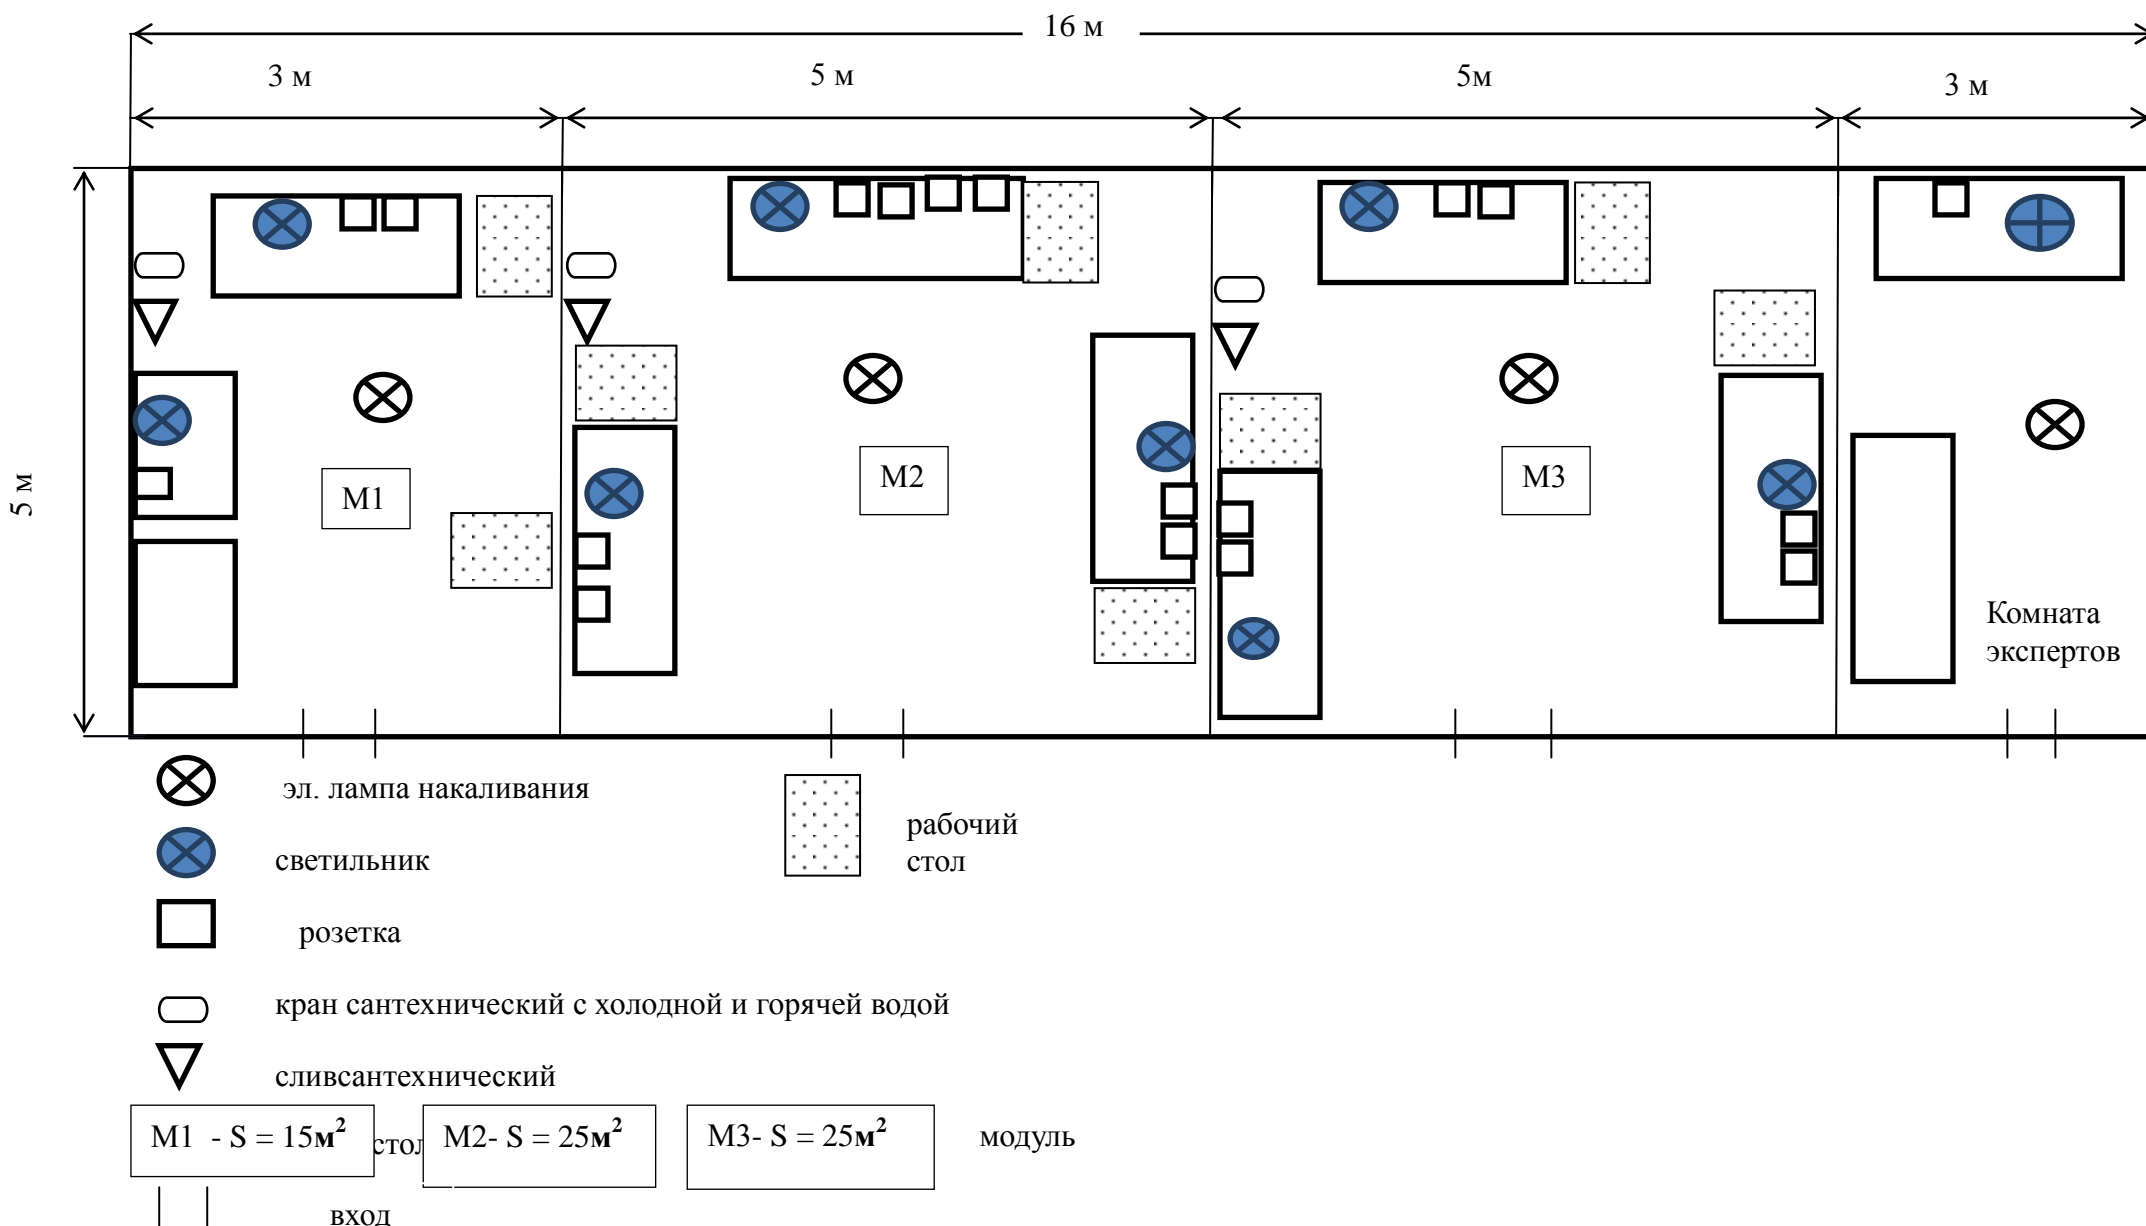 16 м
3 м
5 м
5м
3 м
5 м
М1
М2
М3
Комната
экспертов
эл. лампа накаливания
светильник
розетка
кран сантехнический с холодной и горячей водой
сливсантехнический
рабочий
стол
М1 - S = 15м²
стол
М2- S = 25м²
М3- S = 25м²
модуль
вход